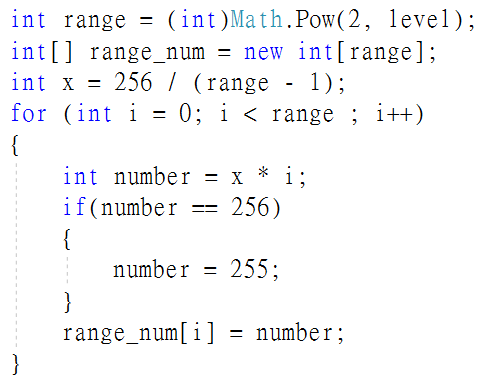 int range = (int)Math.Pow(2, level);
int[] range_num = new int[range];
int x = 256 / (range - 1);
for (int i = 0; i < range ; i++)
{
    int number = x * i;
    if(number == 256)
    {
        number = 255;
    }
    range_num[i] = number;
}